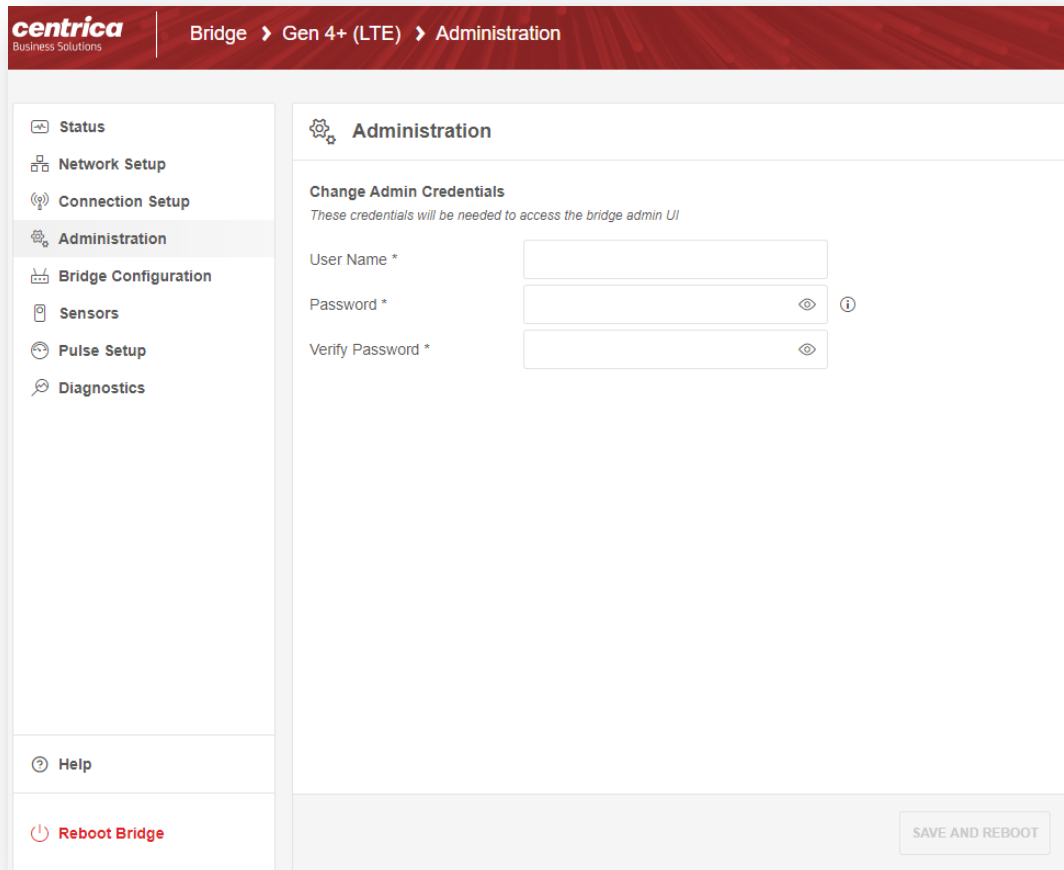 centrica
Business Solutions
Bridge > Gen 4+ (LTE) > Administration
Status
Network Setup
Connection Setup
Administration
Bridge Configuration
Sensors
Pulse Setup
Diagnostics
Help
Reboot Bridge
Administration
Change Admin Credentials
These credentials will be needed to access the bridge admin UI
User Name *
Password *
Verify Password *
SAVE AND REBOOT